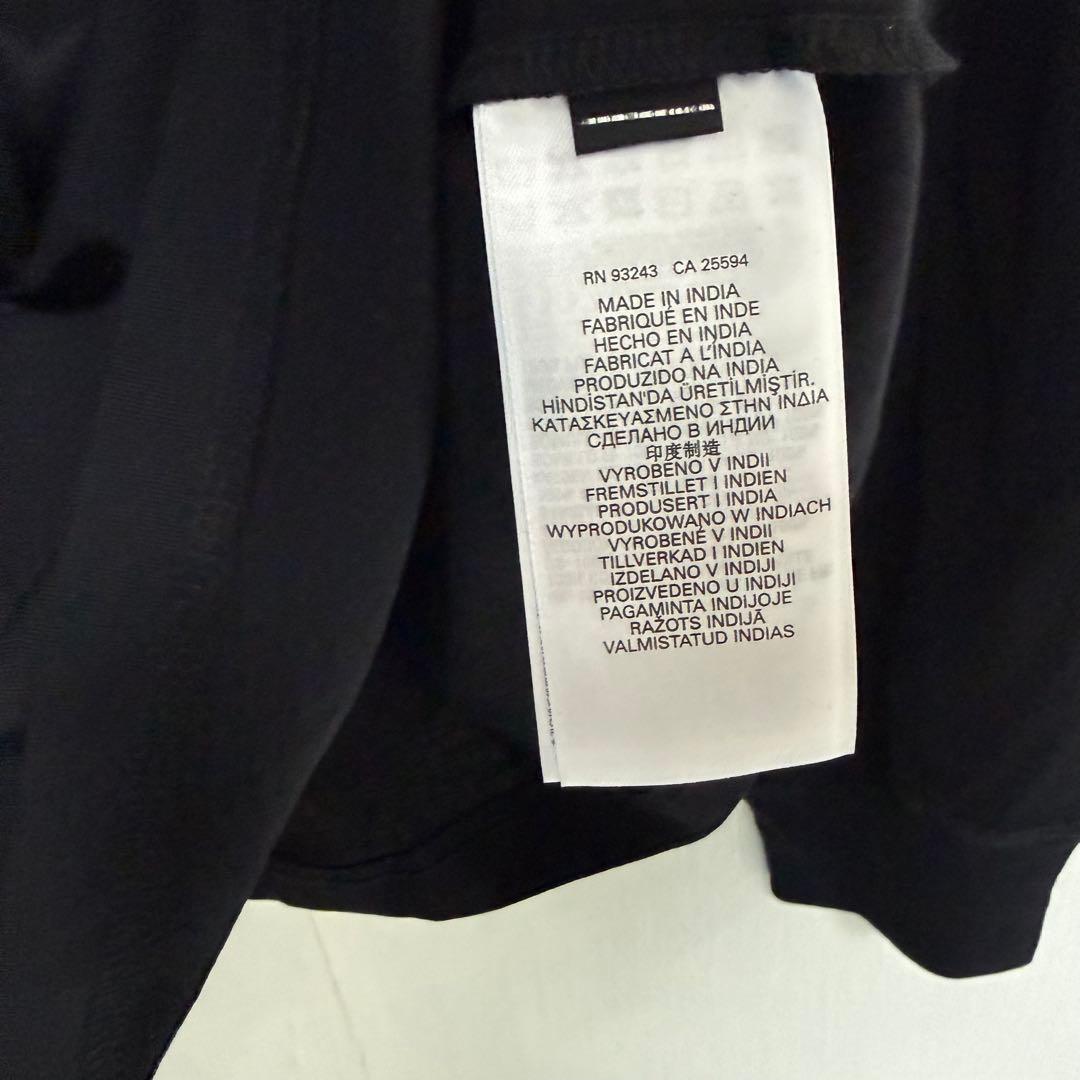 RN 93243 CA 25594
MADE IN INDIA
FABRIQUÉ EN INDE
HECHO EN INDIA
FABRICAT A L'ÍNDIA
PRODUZIDO NA INDIA
HİNDİSTAN'DA ÜRETİLMİŞTİR.
ΚΑΤΑΣΚΕΥΑΣΜΕΝΟ ΣΤΗΝ ΙΝΔΙΑ
СДЕЛАНО В ИНДИИ
印度制造
VYROBENO V INDII
FREMSTILLET I INDIEN
PRODUSERT I INDIA
WYPRODUKOWANO W INDIACH
VYROBENÉ V INDII
TILLVERKAD I INDIEN
IZDELANO V INDIJI
PROIZVEDENO U INDIJI
PAGAMINTA INDIJOJE
RAŽOTS INDIJĀ
VALMISTATUD INDIAS